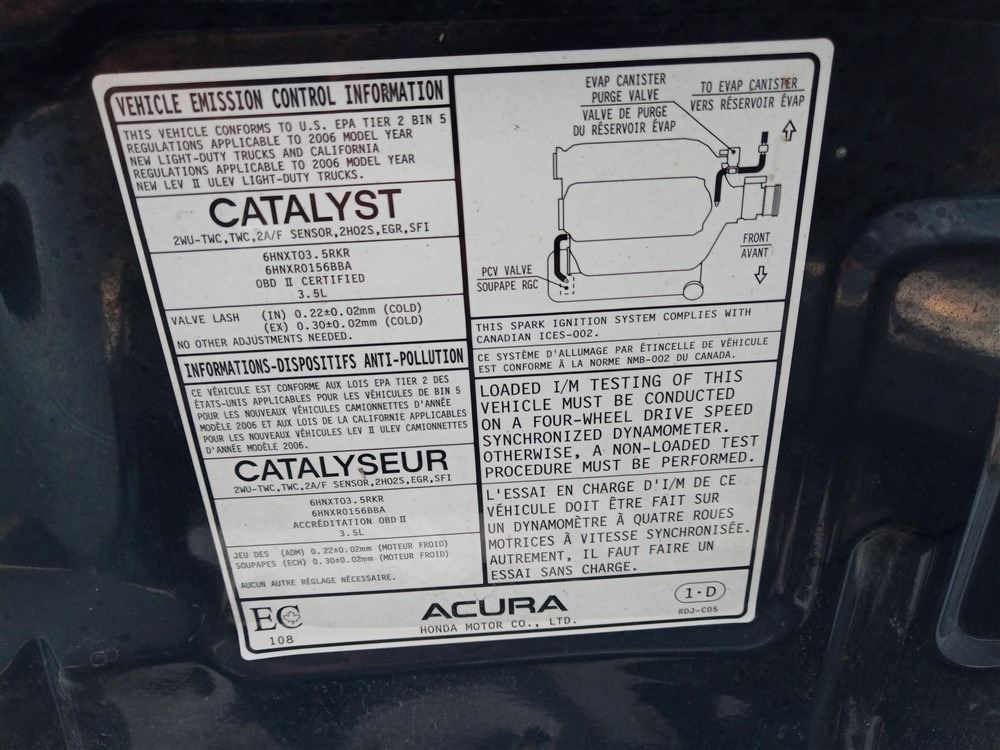 VEHICLE EMISSION CONTROL INFORMATION
THIS VEHICLE CONFORMS TO U.S. EPA TIER 2 BIN 5
REGULATIONS APPLICABLE TO 2006 MODEL YEAR
NEW LIGHT-DUTY TRUCKS AND CALIFORNIA
REGULATIONS APPLICABLE TO 2006 MODEL YEAR
NEW LEV II ULEV LIGHT-DUTY TRUCKS.
CATALYST
2WU-TWC,TWC,2A/F SENSOR,2HO2S,EGR,SFI
6HNXT03.5RKR
6HNXR0156BBA
OBD II CERTIFIED
3.5L
VALVE LASH (IN) 0.22±0.02mm (COLD)
(EX) 0.30±0.02mm (COLD)
NO OTHER ADJUSTMENTS NEEDED.
INFORMATIONS-DISPOSITIFS ANTI-POLLUTION
CE VÉHICULE EST CONFORME AUX LOIS EPA TIER 2 DES
ÉTATS-UNIS APPLICABLES POUR LES VÉHICULES DE BIN 5
POUR LES NOUVEAUX VÉHICULES CAMIONNETTES D'ANNÉE
MODÈLE 2006 ET AUX LOIS DE LA CALIFORNIE APPLICABLES
POUR LES NOUVEAUX VÉHICULES LEV II ULEV CAMIONNETTES
D'ANNÉE MODÈLE 2006.
CATALYSEUR
2WU-TWC,TWC,2A/F SENSOR,2HO2S,EGR,SFI
6HNXT03.5RKR
6HNXR0156BBA
ACCRÉDITATION OBD II
3.5L
JEU DES (ADM) 0.22±0.02mm (MOTEUR FROID)
SOUPAPES (ECH) 0.30±0.02mm (MOTEUR FROID)
AUCUN AUTRE RÉGLAGE NÉCESSAIRE.
EVAP CANISTER
PURGE VALVE
VALVE DE PURGE
DU RÉSERVOIR ÉVAP
TO EVAP CANISTER
VERS RÉSERVOIR ÉVAP
FRONT
AVANT
PCV VALVE
SOUPAPE RGC
THIS SPARK IGNITION SYSTEM COMPLIES WITH
CANADIAN ICES-002.
CE SYSTÈME D'ALLUMAGE PAR ÉTINCELLE DE VÉHICULE
EST CONFORME À LA NORME NMB-002 DU CANADA.
LOADED I/M TESTING OF THIS
VEHICLE MUST BE CONDUCTED
ON A FOUR-WHEEL DRIVE SPEED
SYNCHRONIZED DYNAMOMETER.
OTHERWISE, A NON-LOADED TEST
PROCEDURE MUST BE PERFORMED.
L'ESSAI EN CHARGE D'I/M DE CE
VÉHICULE DOIT ÊTRE FAIT SUR
UN DYNAMOMÈTRE À QUATRE ROUES
MOTRICES À VITESSE SYNCHRONISÉE.
AUTREMENT, IL FAUT FAIRE UN
ESSAI SANS CHARGE.
EC
108
ACURA
HONDA MOTOR CO., LTD.
1·D
RDJ-C05